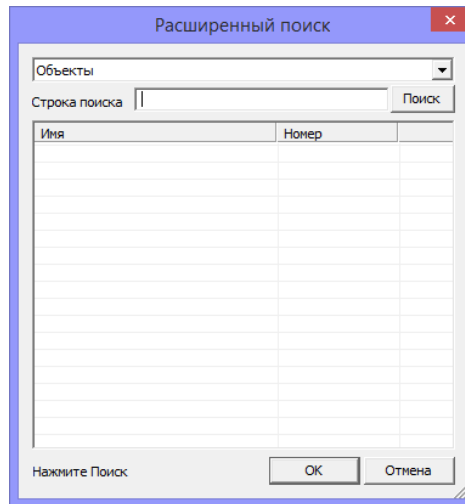 Расширенный поиск
Объекты
Строка поиска Поиск
Имя Номер
Нажмите Поиск OK Отмена